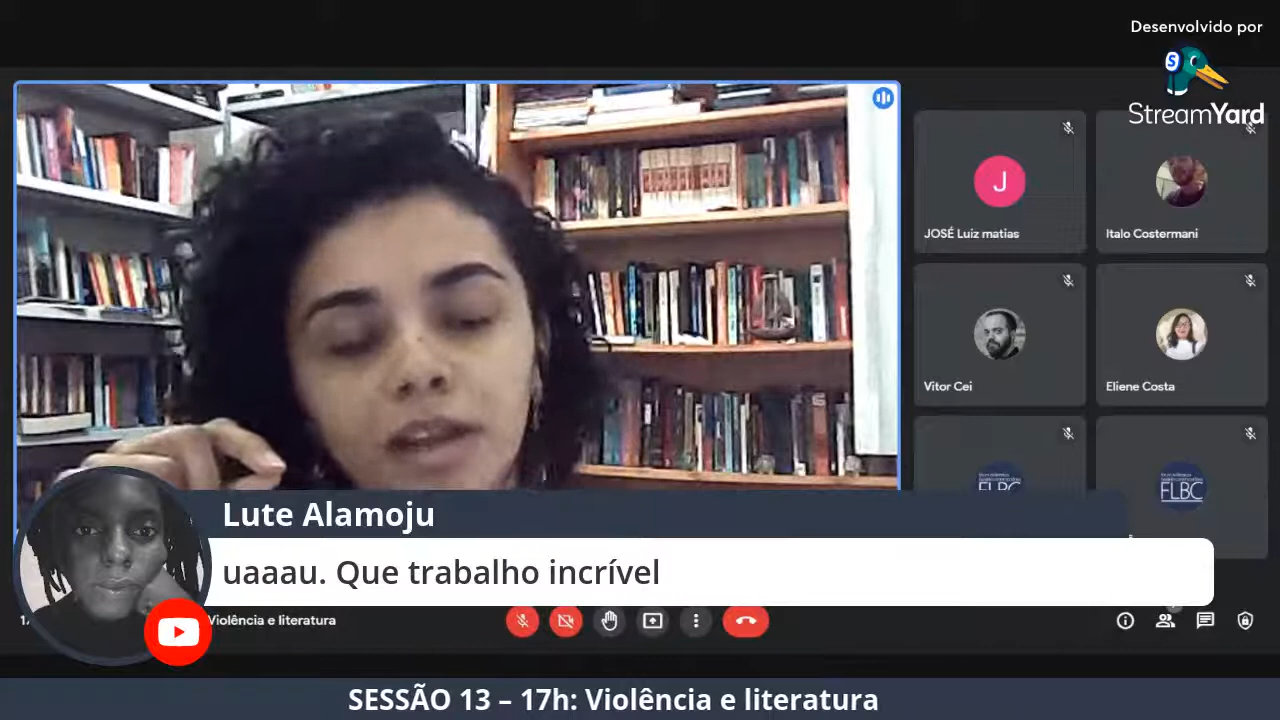 Desenvolvido por
StreamYard
J
JOSÉ Luiz matias
Italo Costermani
Vitor Cei
Eliene Costa
FLBC
FLBC
Lute Alamoju
uaaau. Que trabalho incrível
Violência e literatura
SESSÃO 13 – 17h: Violência e literatura